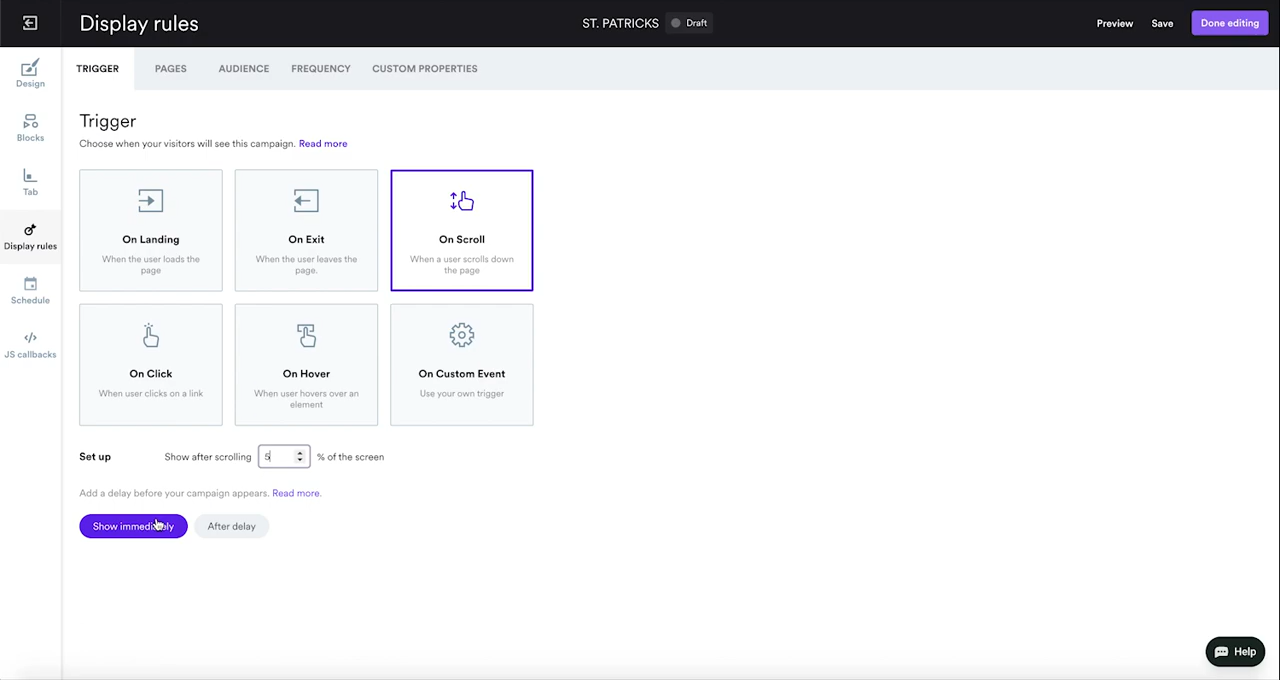 Display rules
ST. PATRICKS
Draft
Preview
Save
Done editing
Design
Blocks
Tab
Display rules
Schedule
JS callbacks
TRIGGER
PAGES
AUDIENCE
FREQUENCY
CUSTOM PROPERTIES
Trigger
Choose when your visitors will see this campaign. Read more
On Landing
When the user loads the
page
On Exit
When the user leaves the
page.
On Scroll
When a user scrolls down
the page
On Click
When user clicks on a link
On Hover
When user hovers over an
element
On Custom Event
Use your own trigger
Set up
Show after scrolling
5
% of the screen
Add a delay before your campaign appears. Read more.
Show immediately
After delay
Help